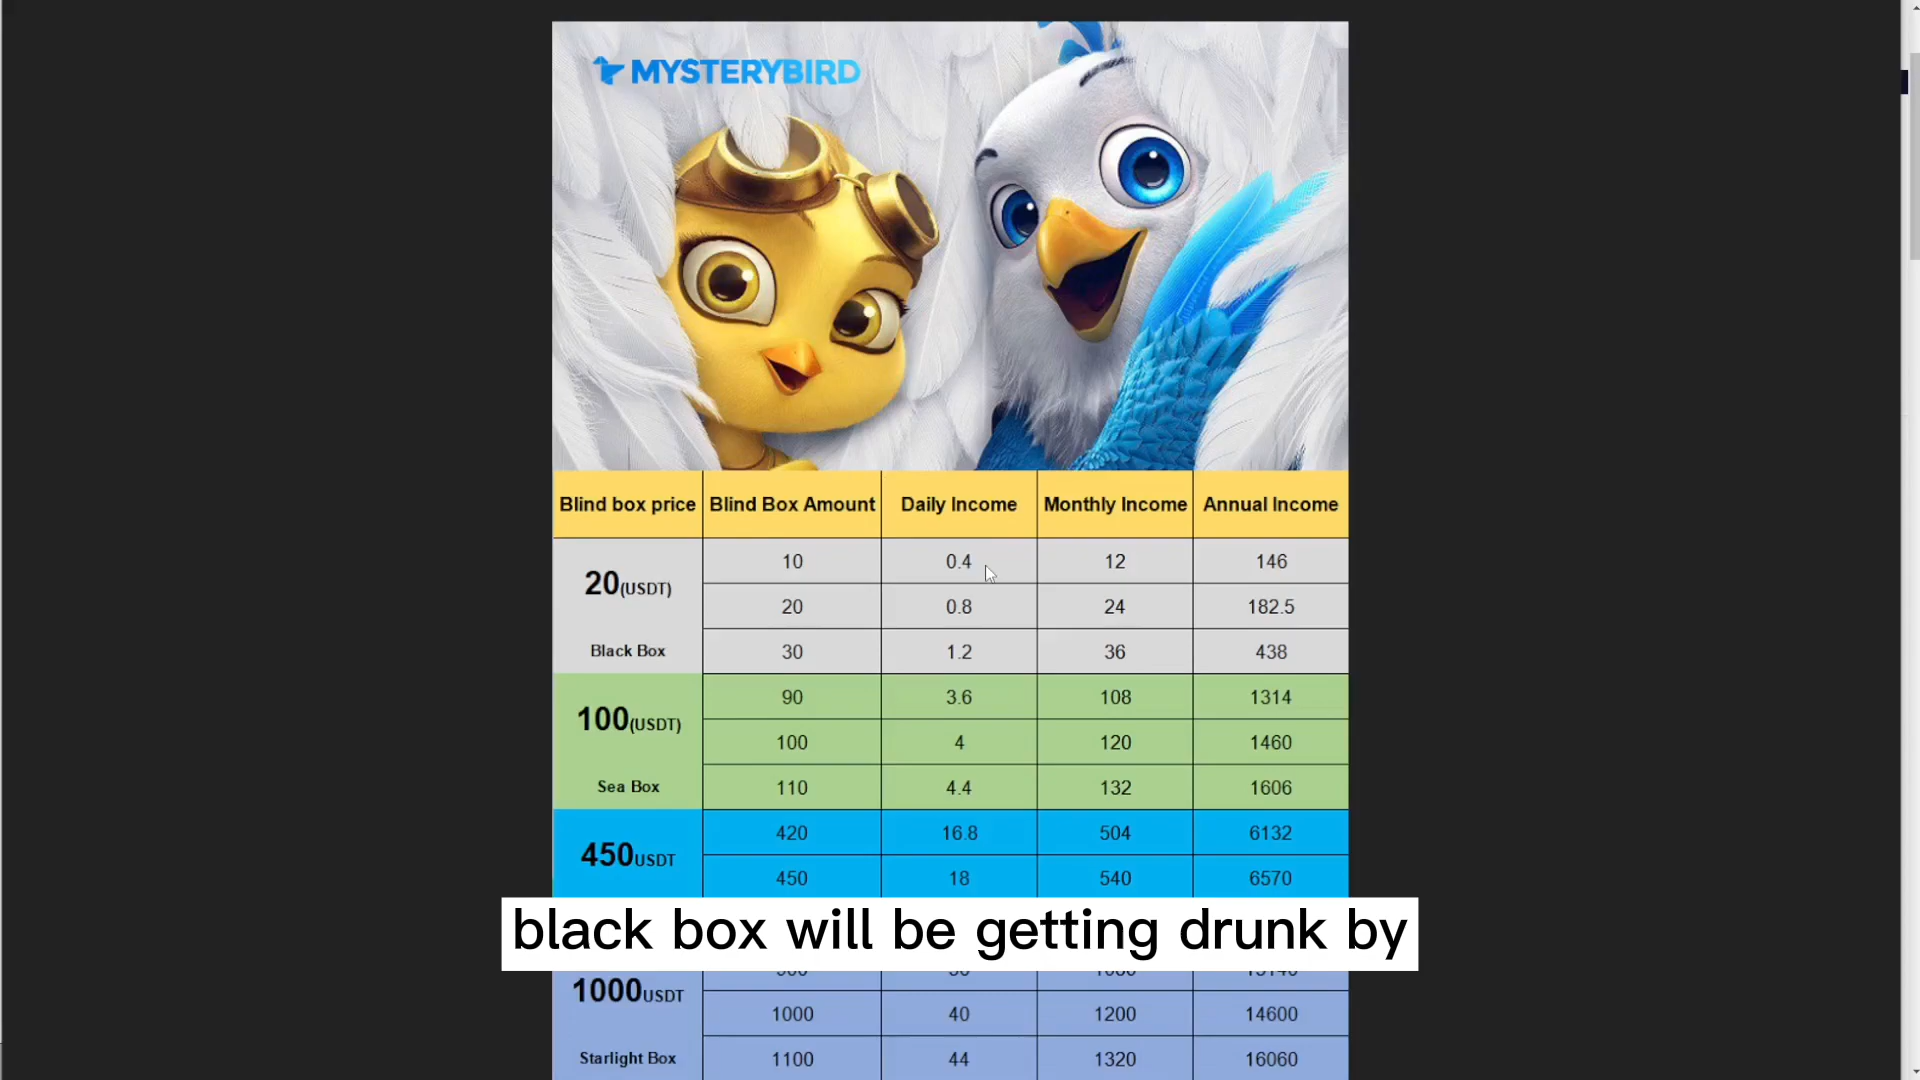 MYSTERYBIRD
Blind box price Blind Box Amount Daily Income Monthly Income Annual Income
20(USDT) 10 0.4 12 146
20 0.8 24 182.5
Black Box 30 1.2 36 438
100(USDT) 90 3.6 108 1314
100 4 120 1460
Sea Box 110 4.4 132 1606
450USDT 420 16.8 504 6132
450 18 540 6570
black box will be getting drunk by
1000USDT
1000 40 1200 14600
Starlight Box 1100 44 1320 16060